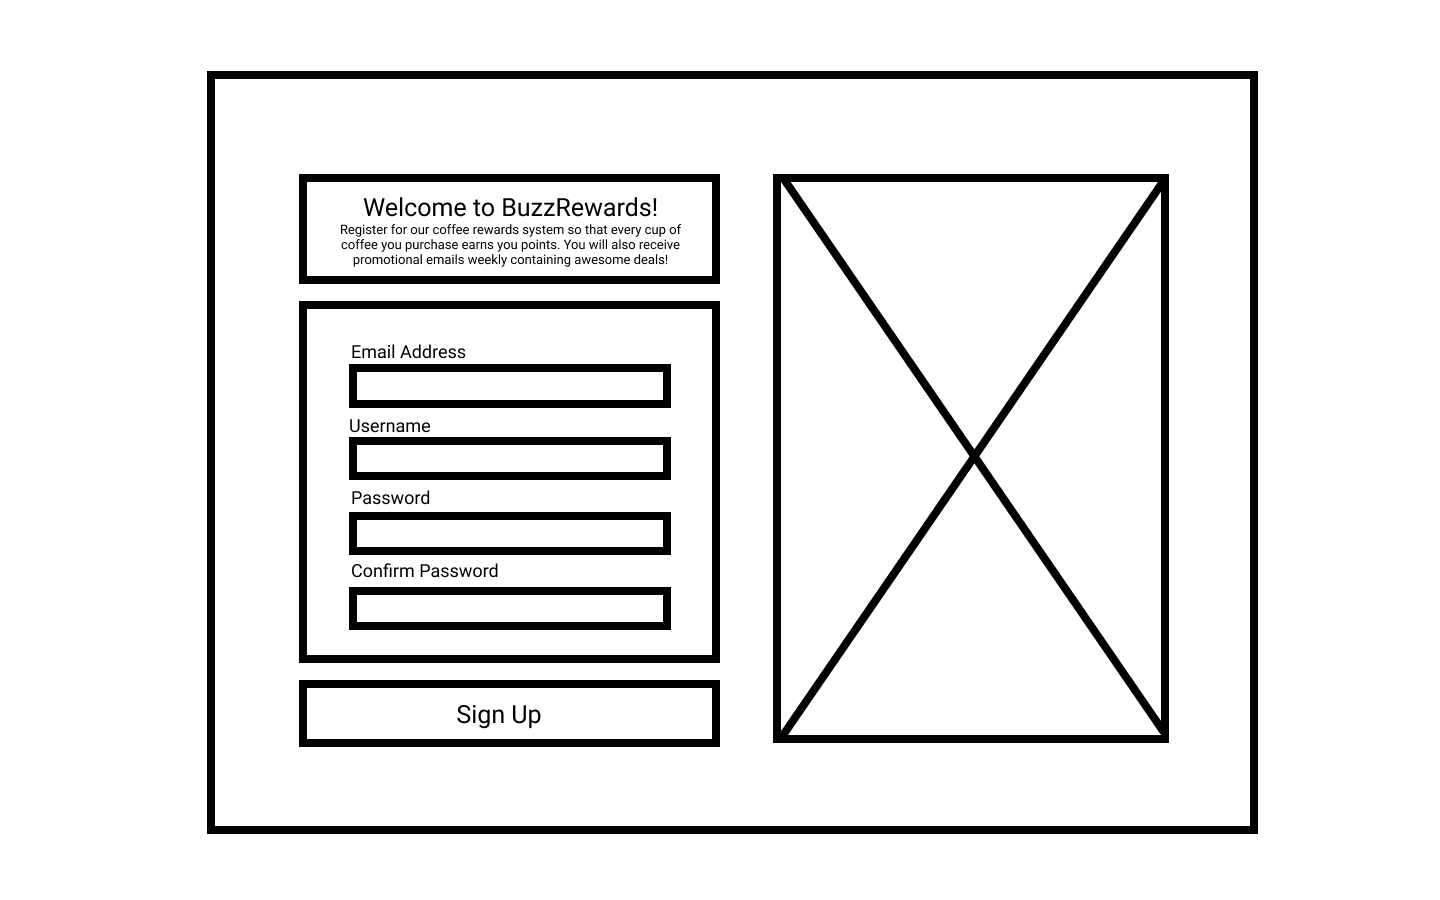 Welcome to BuzzRewards!
Register for our coffee rewards system so that every cup of
coffee you purchase earns you points. You will also receive
promotional emails weekly containing awesome deals!
Email Address
Username
Password
Confirm Password
Sign Up